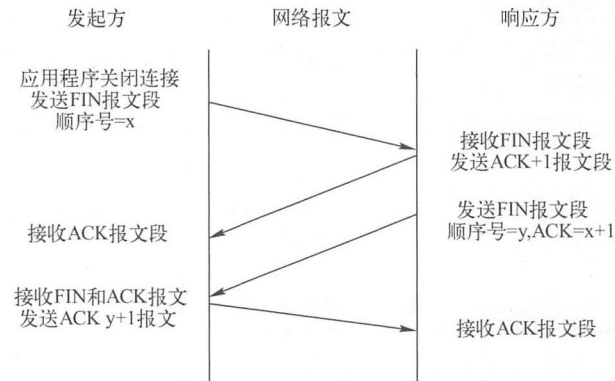 发起方
网络报文
响应方
应用程序关闭连接
发送FIN报文段
顺序号=x
接收FIN报文段
发送ACK+1报文段
发送FIN报文段
顺序号=y,ACK=x+1
接收ACK报文段
接收FIN和ACK报文
发送ACK y+1报文
接收ACK报文段